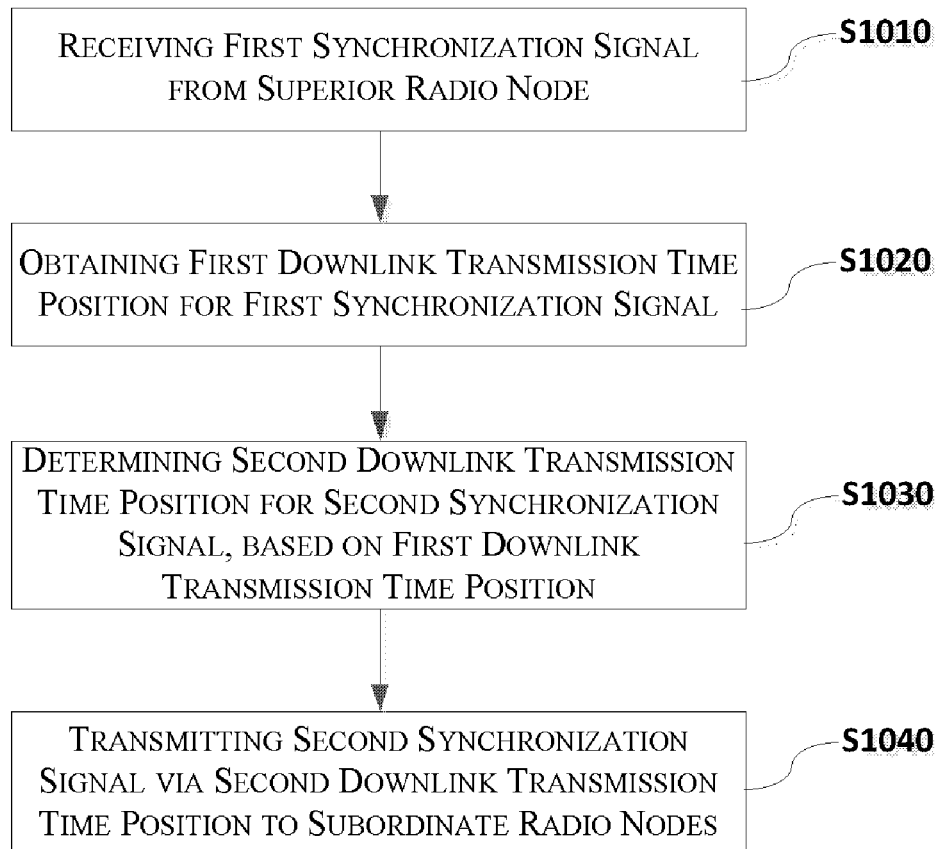 RECEIVING FIRST SYNCHRONIZATION SIGNAL
FROM SUPERIOR RADIO NODE
S1010
OBTAINING FIRST DOWNLINK TRANSMISSION TIME
POSITION FOR FIRST SYNCHRONIZATION SIGNAL
S1020
DETERMINING SECOND DOWNLINK TRANSMISSION
TIME POSITION FOR SECOND SYNCHRONIZATION
SIGNAL, BASED ON FIRST DOWNLINK
TRANSMISSION TIME POSITION
S1030
TRANSMITTING SECOND SYNCHRONIZATION
SIGNAL VIA SECOND DOWNLINK TRANSMISSION
TIME POSITION TO SUBORDINATE RADIO NODES
S1040